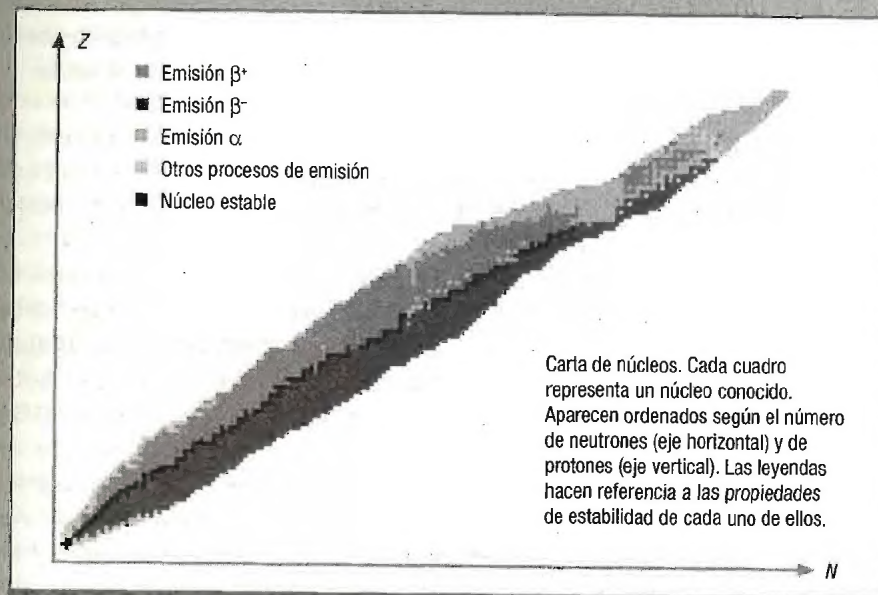 Z
Emisión β⁺
Emisión β⁻
Emisión α
Otros procesos de emisión
Núcleo estable
Carta de núcleos. Cada cuadro
representa un núcleo conocido.
Aparecen ordenados según el número
de neutrones (eje horizontal) y de
protones (eje vertical). Las leyendas
hacen referencia a las propiedades
de estabilidad de cada uno de ellos.
N